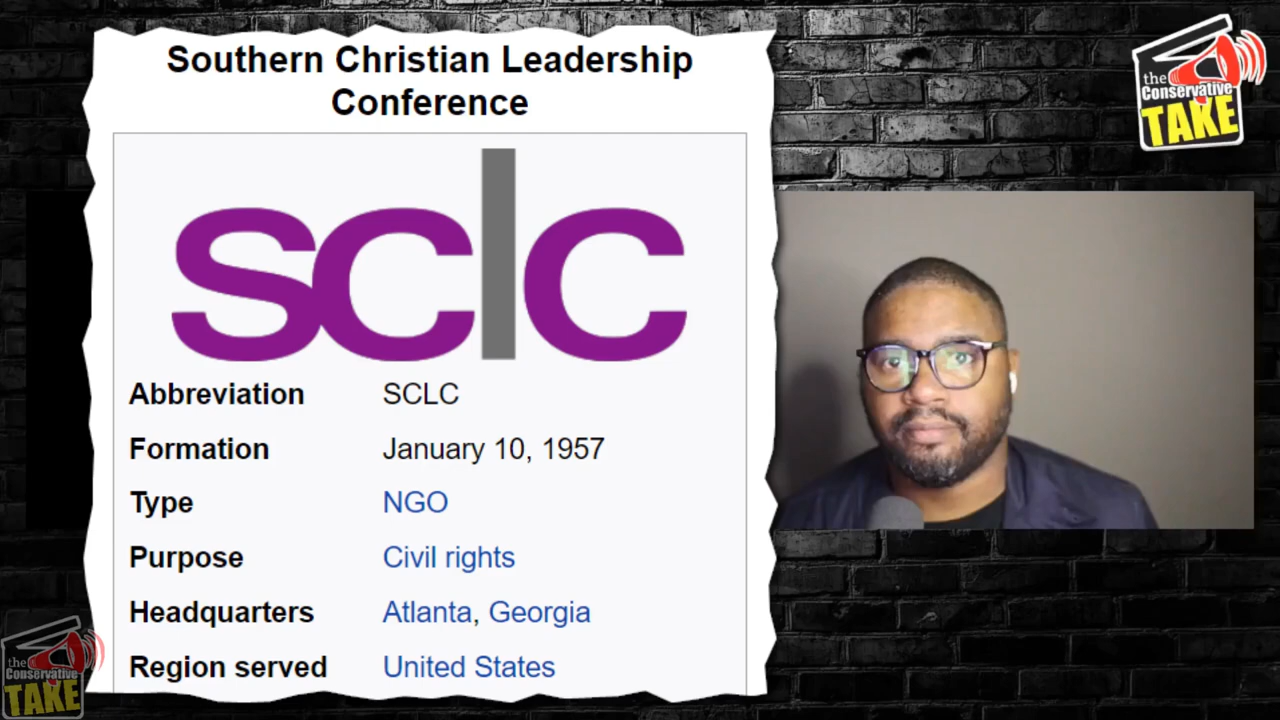 Southern Christian Leadership
Conference
sclc
Abbreviation SCLC
Formation January 10, 1957
Type NGO
Purpose Civil rights
Headquarters Atlanta, Georgia
Region served United States
the
Conservative
TAKE
the
Conservative
TAKE